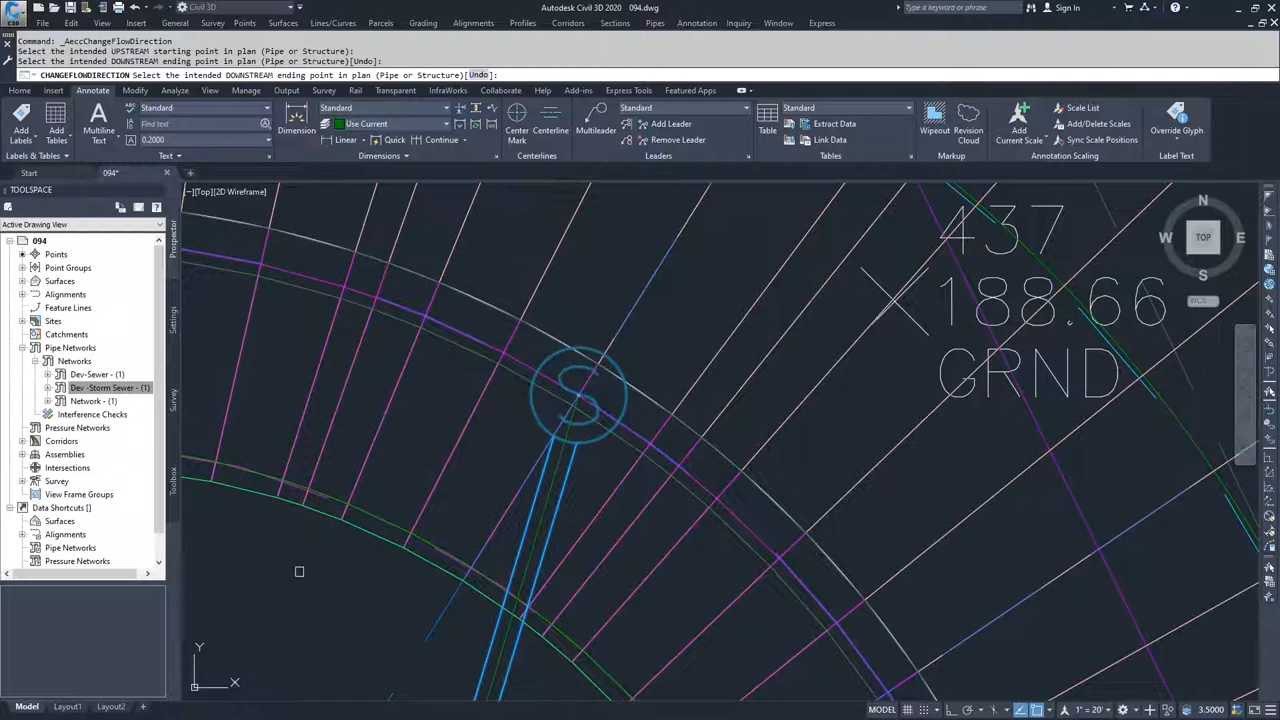 C3D
Civil 3D
Autodesk Civil 3D 2020 094.dwg
Type a keyword or phrase
Sign In
File Edit View Insert General Survey Points Surfaces Lines/Curves Parcels Grading Alignments Profiles Corridors Sections Pipes Annotations Inquiry Window Express
Command: _AeccChangeFlowDirection
Select the intended UPSTREAM starting point in plan (Pipe or Structure):
Select the intended DOWNSTREAM ending point in plan (Pipe or Structure)[Undo]:
CHANGEFLOWDIRECTION Select the intended DOWNSTREAM ending point in plan (Pipe or Structure)[Undo]:
Home Insert Annotate Modify Analyze View Manage Output Survey Rail Transparent InfraWorks Collaborate Help Add-ins Express Tools Featured Apps
Add Labels
Add Tables
Labels & Tables
Multiline Text
Standard
Find text
0.2000
Text
Dimension
Standard
Use Current
Linear
Quick
Continue
Dimensions
Center Mark
Centerline
Centerlines
Multileader
Standard
Add Leader
Remove Leader
Leaders
Table
Standard
Extract Data
Link Data
Tables
Wipeout
Revision Cloud
Markup
Add Current Scale
Scale List
Add/Delete Scales
Sync Scale Positions
Annotation Scaling
Override Glyph
Label Text
Start
094*
TOOLSPACE
Active Drawing View
094
Points
Point Groups
Surfaces
Alignments
Feature Lines
Sites
Catchments
Pipe Networks
Networks
Dev-Sewer - (1)
Dev -Storm Sewer - (1)
Network - (1)
Interference Checks
Pressure Networks
Corridors
Assemblies
Intersections
Survey
View Frame Groups
Data Shortcuts []
Surfaces
Alignments
Pipe Networks
Pressure Networks
Prospector
Settings
Survey
Toolbox
[−][Top][2D Wireframe]
S
437
188.66
GRND
N
W
TOP
E
S
WCS
Y
X
Model
Layout1
Layout2
MODEL
1" = 20'
3.5000